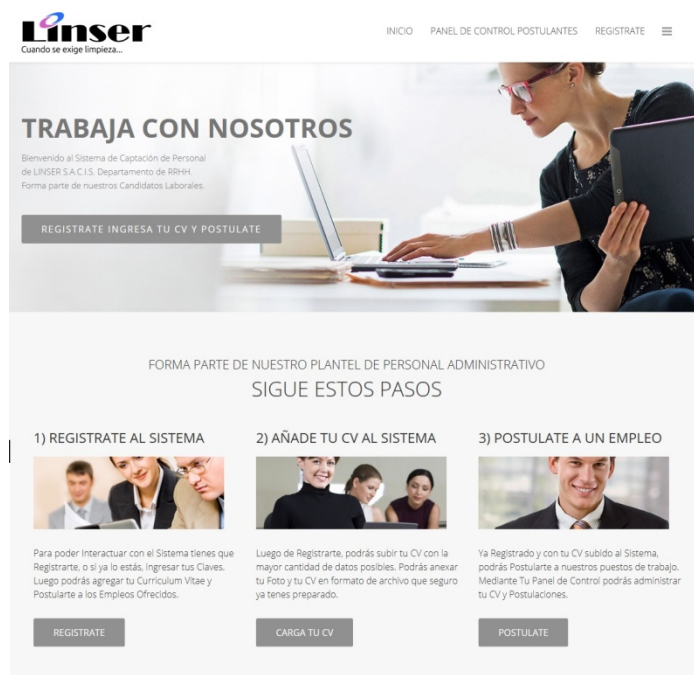 Linser
Cuando se exige limpieza...
INICIO PANEL DE CONTROL POSTULANTES REGISTRATE
TRABAJA CON NOSOTROS
Bienvenido al Sistema de Captación de Personal
de LINSER S.A.C.I.S. Departamento de RRHH.
Forma parte de nuestros Candidatos Laborales.
REGISTRATE INGRESA TU CV Y POSTULATE
FORMA PARTE DE NUESTRO PLANTEL DE PERSONAL ADMINISTRATIVO
SIGUE ESTOS PASOS
1) REGISTRATE AL SISTEMA
Para poder Interactuar con el Sistema tienes que
Registrarte, o si ya lo estás, Ingresar tus Claves.
Luego podrás agregar tu Curriculum Vitae y
Postularte a los Empleos Ofrecidos.
REGISTRATE
2) AÑADE TU CV AL SISTEMA
Luego de Registrarte, podrás subir tu CV con la
mayor cantidad de datos posibles. Podrás anexar
tu Foto y tu CV en formato de archivo que seguro
ya tenes preparado.
CARGA TU CV
3) POSTULATE A UN EMPLEO
Ya Registrado y con tu CV subido al Sistema,
podrás Postularte a nuestros puestos de trabajo.
Mediante Tu Panel de Control podrás administrar
tu CV y Postulaciones.
POSTULATE